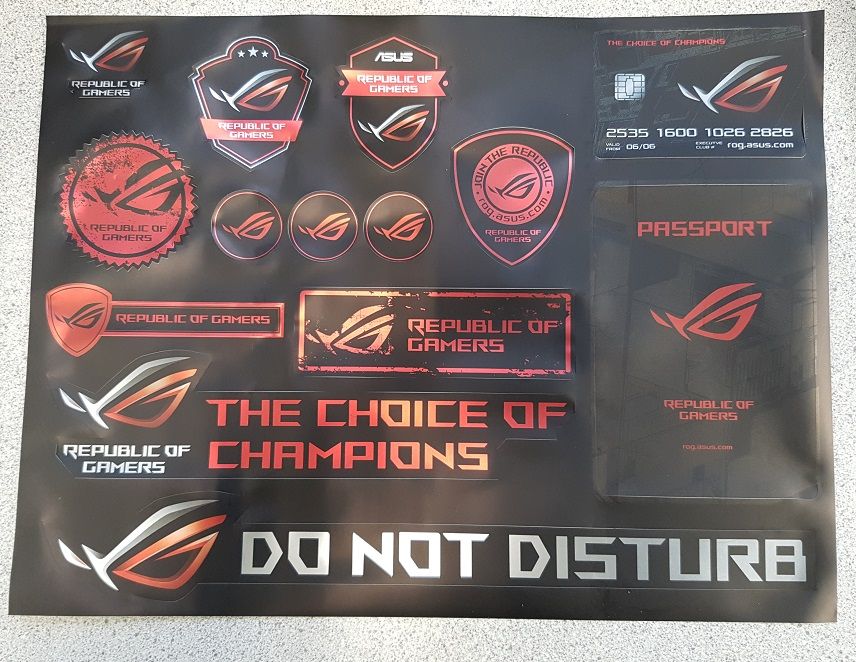 REPUBLIC OF
GAMERS
REPUBLIC OF
GAMERS
ASUS
REPUBLIC OF
GAMERS
THE CHOICE OF CHAMPIONS
2535 1600 1026 2826
VALID
FROM 06/06
EXECUTIVE
CLUB # rog.asus.com
REPUBLIC OF
GAMERS
JOIN THE REPUBLIC
rog.asus.com
REPUBLIC OF
GAMERS
PASSPORT
REPUBLIC OF
GAMERS
rog.asus.com
REPUBLIC OF GAMERS
REPUBLIC OF
GAMERS
REPUBLIC OF
GAMERS
THE CHOICE OF
CHAMPIONS
DO NOT DISTURB